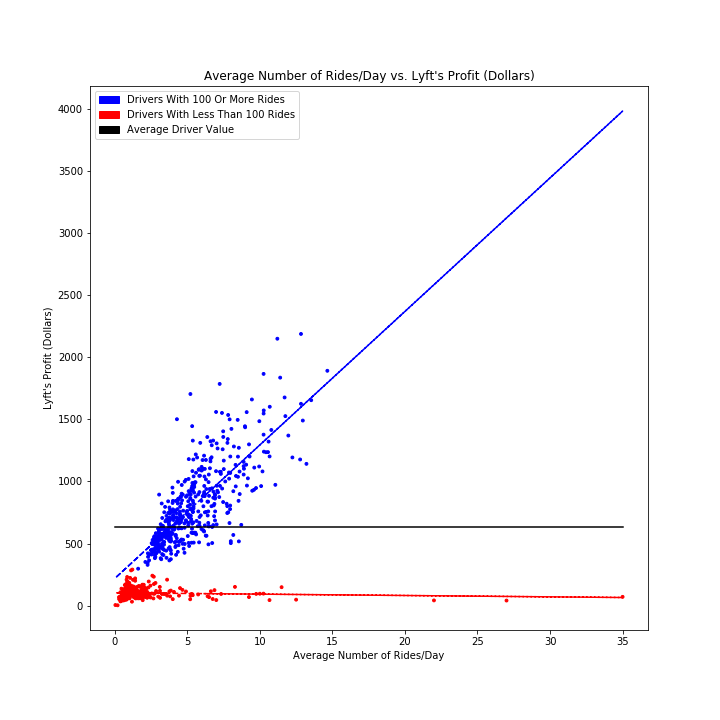 Average Number of Rides/Day vs. Lyft's Profit (Dollars)
Drivers With 100 Or More Rides
Drivers With Less Than 100 Rides
Average Driver Value
4000
3500
3000
2500
2000
1500
1000
500
0
Lyft's Profit (Dollars)
0 5 10 15 20 25 30 35
Average Number of Rides/Day